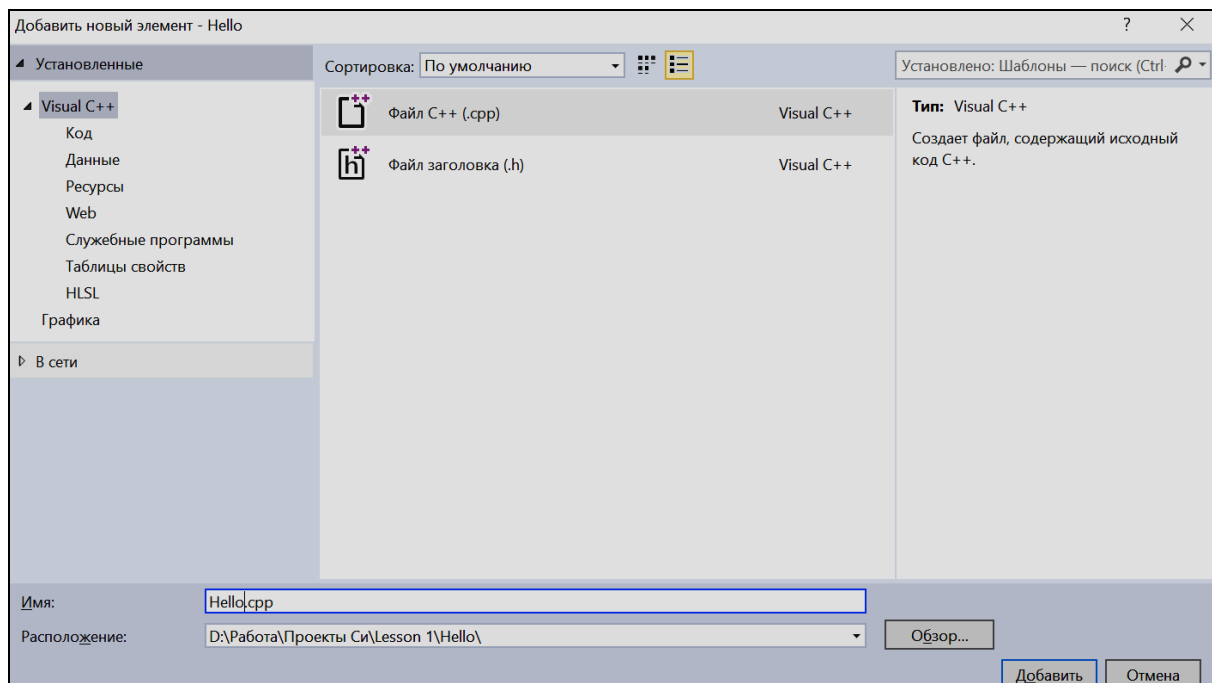 Добавить новый элемент - Hello
?
Установленные
Visual C++
Код
Данные
Ресурсы
Web
Служебные программы
Таблицы свойств
HLSL
Графика
В сети
Сортировка: По умолчанию
Файл C++ (.cpp) Visual C++
Файл заголовка (.h) Visual C++
Установлено: Шаблоны — поиск (Ctrl-
Тип: Visual C++
Создает файл, содержащий исходный
код C++.
Имя: Hello.cpp
Расположение: D:\Работа\Проекты Си\Lesson 1\Hello\
Обзор...
Добавить Отмена